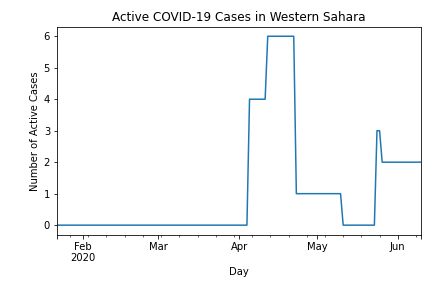 Active COVID-19 Cases in Western Sahara
Number of Active Cases
6
5
4
3
2
1
0
Feb
2020
Mar
Apr
May
Jun
Day